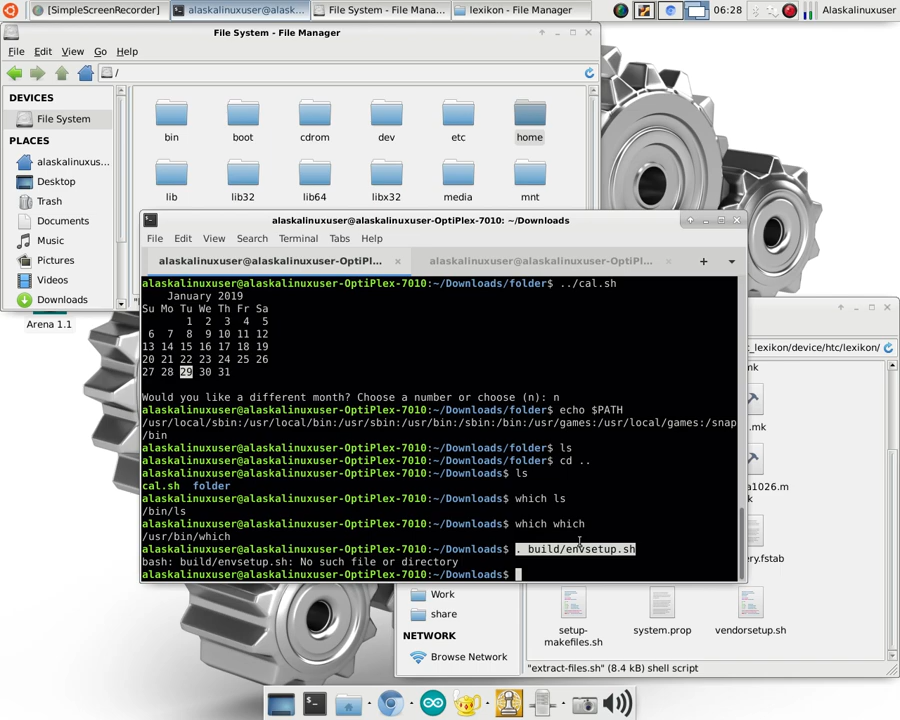 [SimpleScreenRecorder]
alaskalinuxuser@alask...
File System - File Mana...
lexikon - File Manager
06:28
Alaskalinuxuser
File System - File Manager
File Edit View Go Help
/
DEVICES
File System
PLACES
alaskalinuxus...
Desktop
Trash
Documents
Music
Pictures
Videos
Downloads
bin boot cdrom dev etc home
lib lib32 lib64 libx32 media mnt
Arena 1.1
alaskalinuxuser@alaskalinuxuser-OptiPlex-7010: ~/Downloads
File Edit View Search Terminal Tabs Help
alaskalinuxuser@alaskalinuxuser-OptiPl...
alaskalinuxuser@alaskalinuxuser-OptiPl...
alaskalinuxuser@alaskalinuxuser-OptiPlex-7010:~/Downloads/folder$ ../cal.sh
January 2019
Su Mo Tu We Th Fr Sa
1 2 3 4 5
6 7 8 9 10 11 12
13 14 15 16 17 18 19
20 21 22 23 24 25 26
27 28 29 30 31
Would you like a different month? Choose a number or choose (n): n
alaskalinuxuser@alaskalinuxuser-OptiPlex-7010:~/Downloads/folder$ echo $PATH
/usr/local/sbin:/usr/local/bin:/usr/sbin:/usr/bin:/sbin:/bin:/usr/games:/usr/local/games:/snap
/bin
alaskalinuxuser@alaskalinuxuser-OptiPlex-7010:~/Downloads/folder$ ls
alaskalinuxuser@alaskalinuxuser-OptiPlex-7010:~/Downloads/folder$ cd ..
alaskalinuxuser@alaskalinuxuser-OptiPlex-7010:~/Downloads$ ls
cal.sh folder
alaskalinuxuser@alaskalinuxuser-OptiPlex-7010:~/Downloads$ which ls
/bin/ls
alaskalinuxuser@alaskalinuxuser-OptiPlex-7010:~/Downloads$ which which
/usr/bin/which
alaskalinuxuser@alaskalinuxuser-OptiPlex-7010:~/Downloads$ . build/envsetup.sh
bash: build/envsetup.sh: No such file or directory
alaskalinuxuser@alaskalinuxuser-OptiPlex-7010:~/Downloads$
_lexikon/device/htc/lexikon/
mk
.mk
a1026.m
k
ery.fstab
Work
share
NETWORK
Browse Network
setup-
makefiles.sh
system.prop
vendorsetup.sh
"extract-files.sh" (8.4 kB) shell script